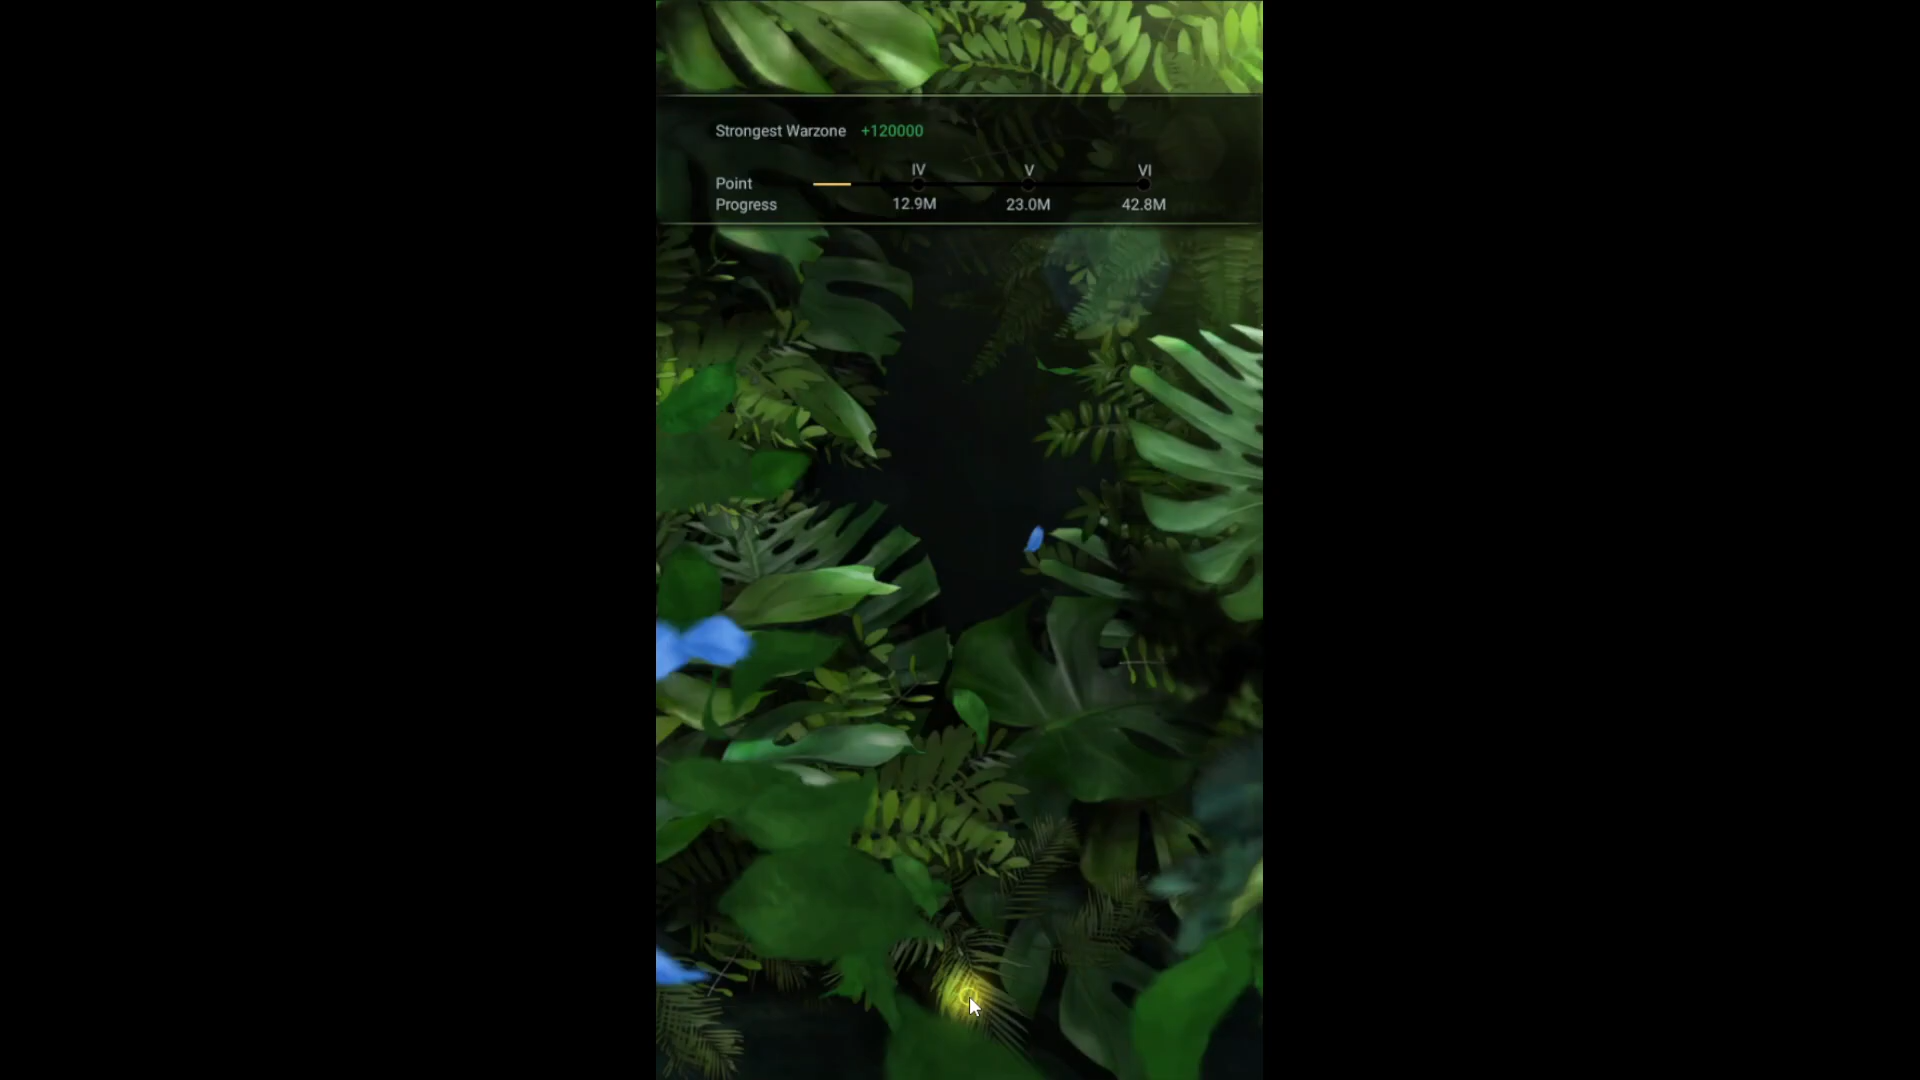 Strongest Warzone +120000
IV V VI
Point
Progress
12.9M 23.0M 42.8M